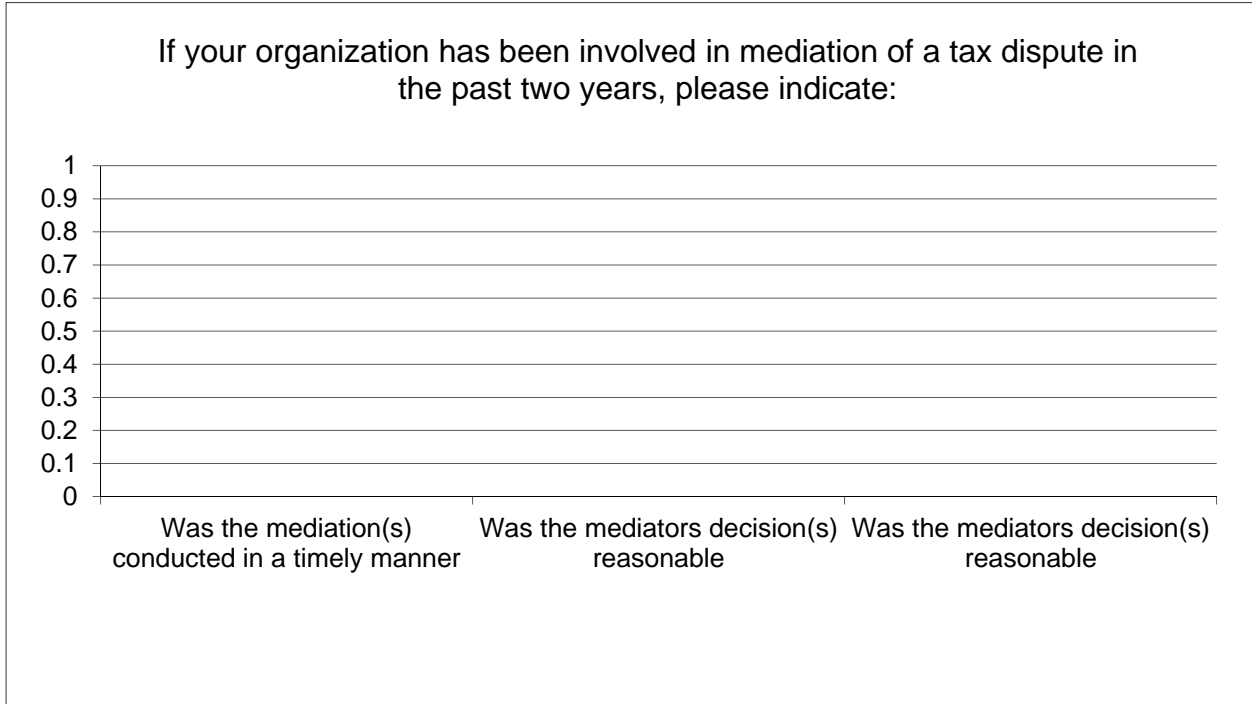 If your organization has been involved in mediation of a tax dispute in
the past two years, please indicate:
1
0.9
0.8
0.7
0.6
0.5
0.4
0.3
0.2
0.1
0
Was the mediation(s)
conducted in a timely manner
Was the mediators decision(s)
reasonable
Was the mediators decision(s)
reasonable